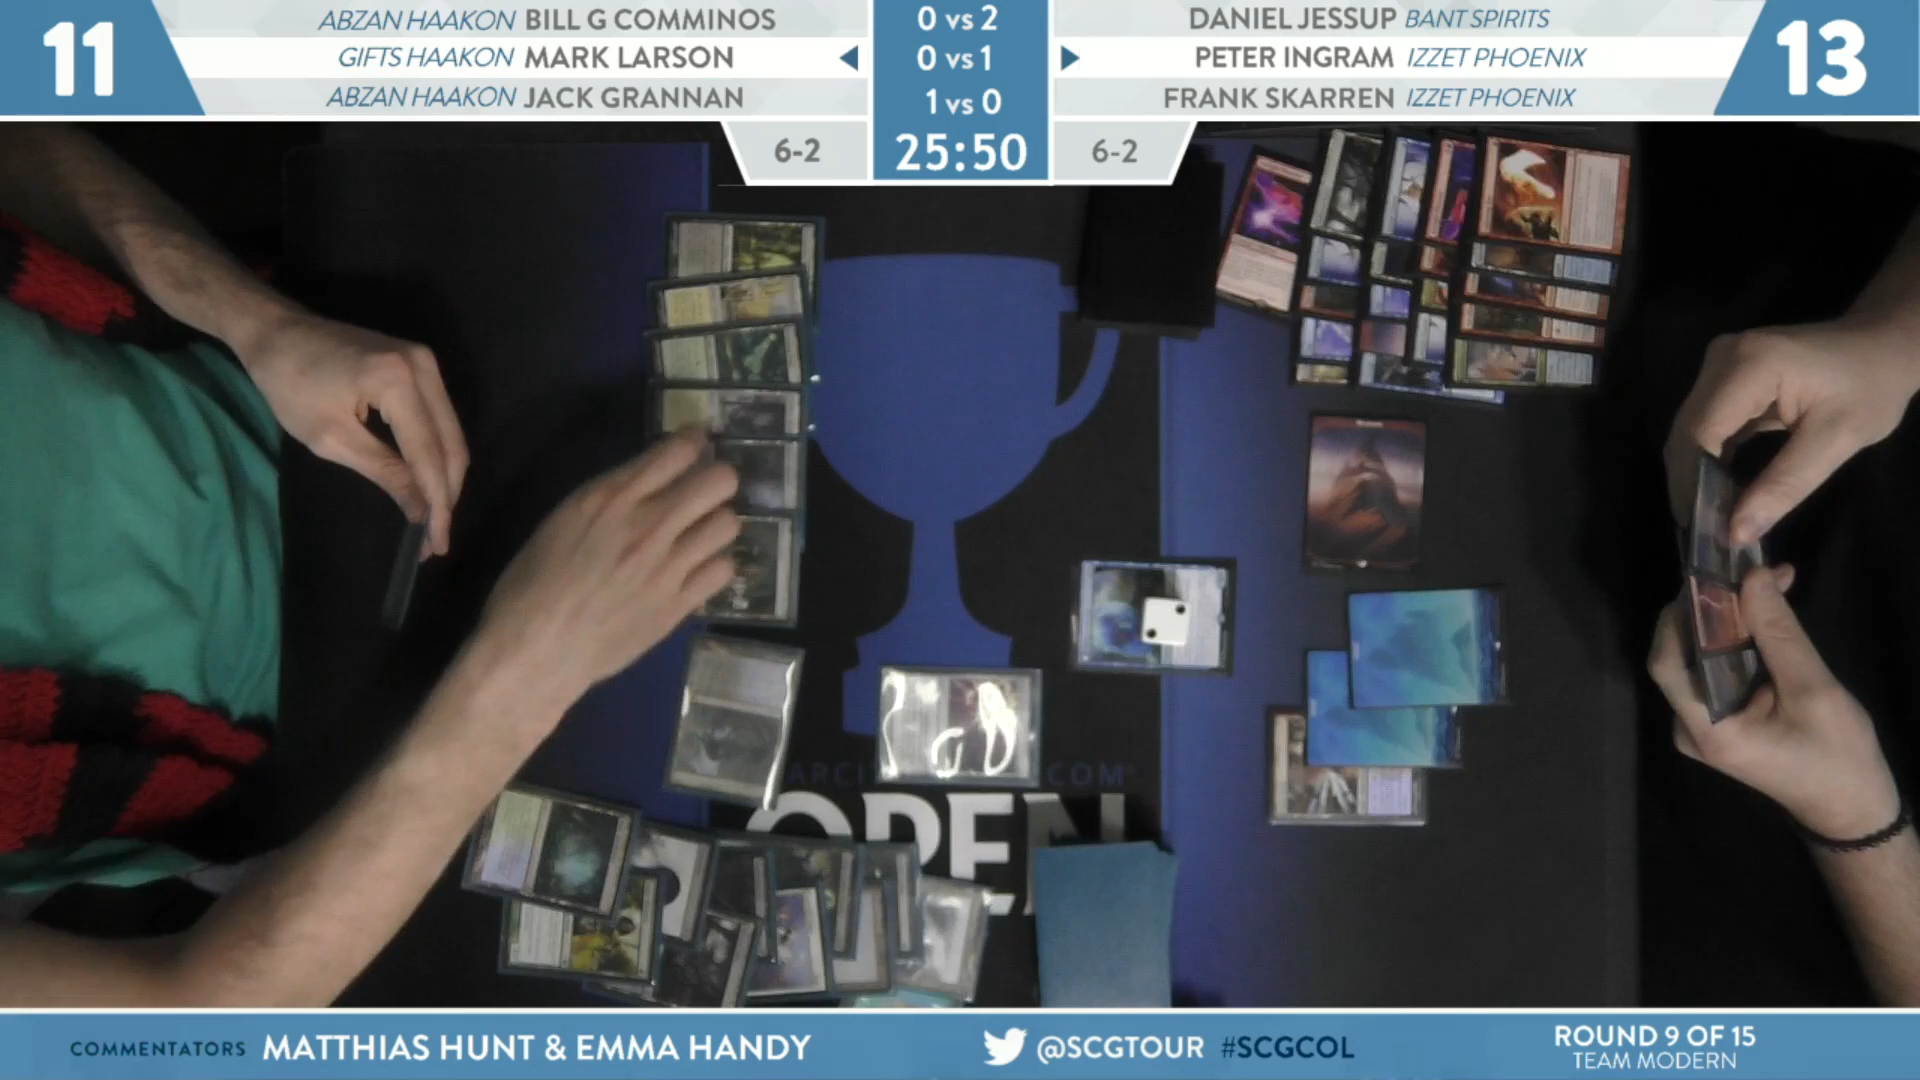 11
ABZAN HAAKON BILL G COMMINOS
0 vs 2
DANIEL JESSUP BANT SPIRITS
13
GIFTS HAAKON MARK LARSON
0 vs 1
PETER INGRAM IZZET PHOENIX
ABZAN HAAKON JACK GRANNAN
1 vs 0
FRANK SKARREN IZZET PHOENIX
6-2
25:50
6-2
OPEN
COMMENTATORS MATTHIAS HUNT & EMMA HANDY
@SCGTOUR #SCGCOL
ROUND 9 OF 15
TEAM MODERN